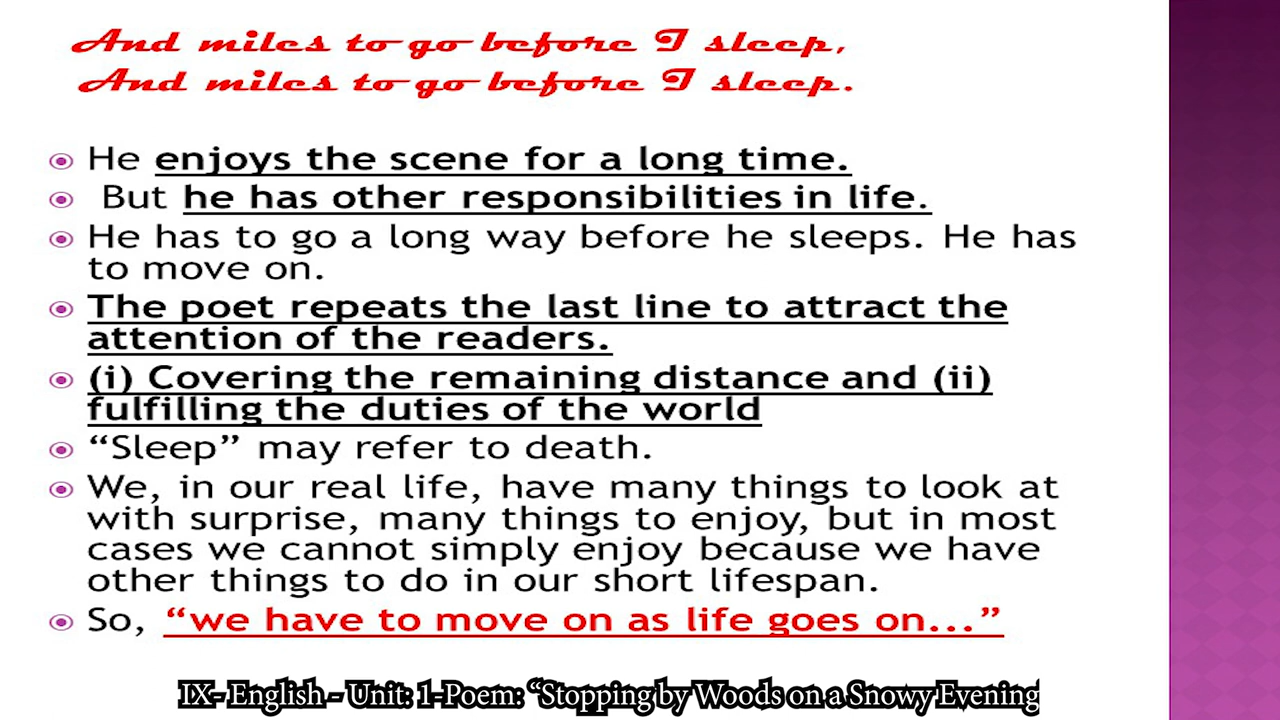 And miles to go before I sleep,
And miles to go before I sleep.
He enjoys the scene for a long time.
But he has other responsibilities in life.
He has to go a long way before he sleeps. He has
to move on.
The poet repeats the last line to attract the
attention of the readers.
(i) Covering the remaining distance and (ii)
fulfilling the duties of the world
“Sleep” may refer to death.
We, in our real life, have many things to look at
with surprise, many things to enjoy, but in most
cases we cannot simply enjoy because we have
other things to do in our short lifespan.
So, “we have to move on as life goes on...”
IX- English - Unit: 1-Poem: “Stopping by Woods on a Snowy Evening